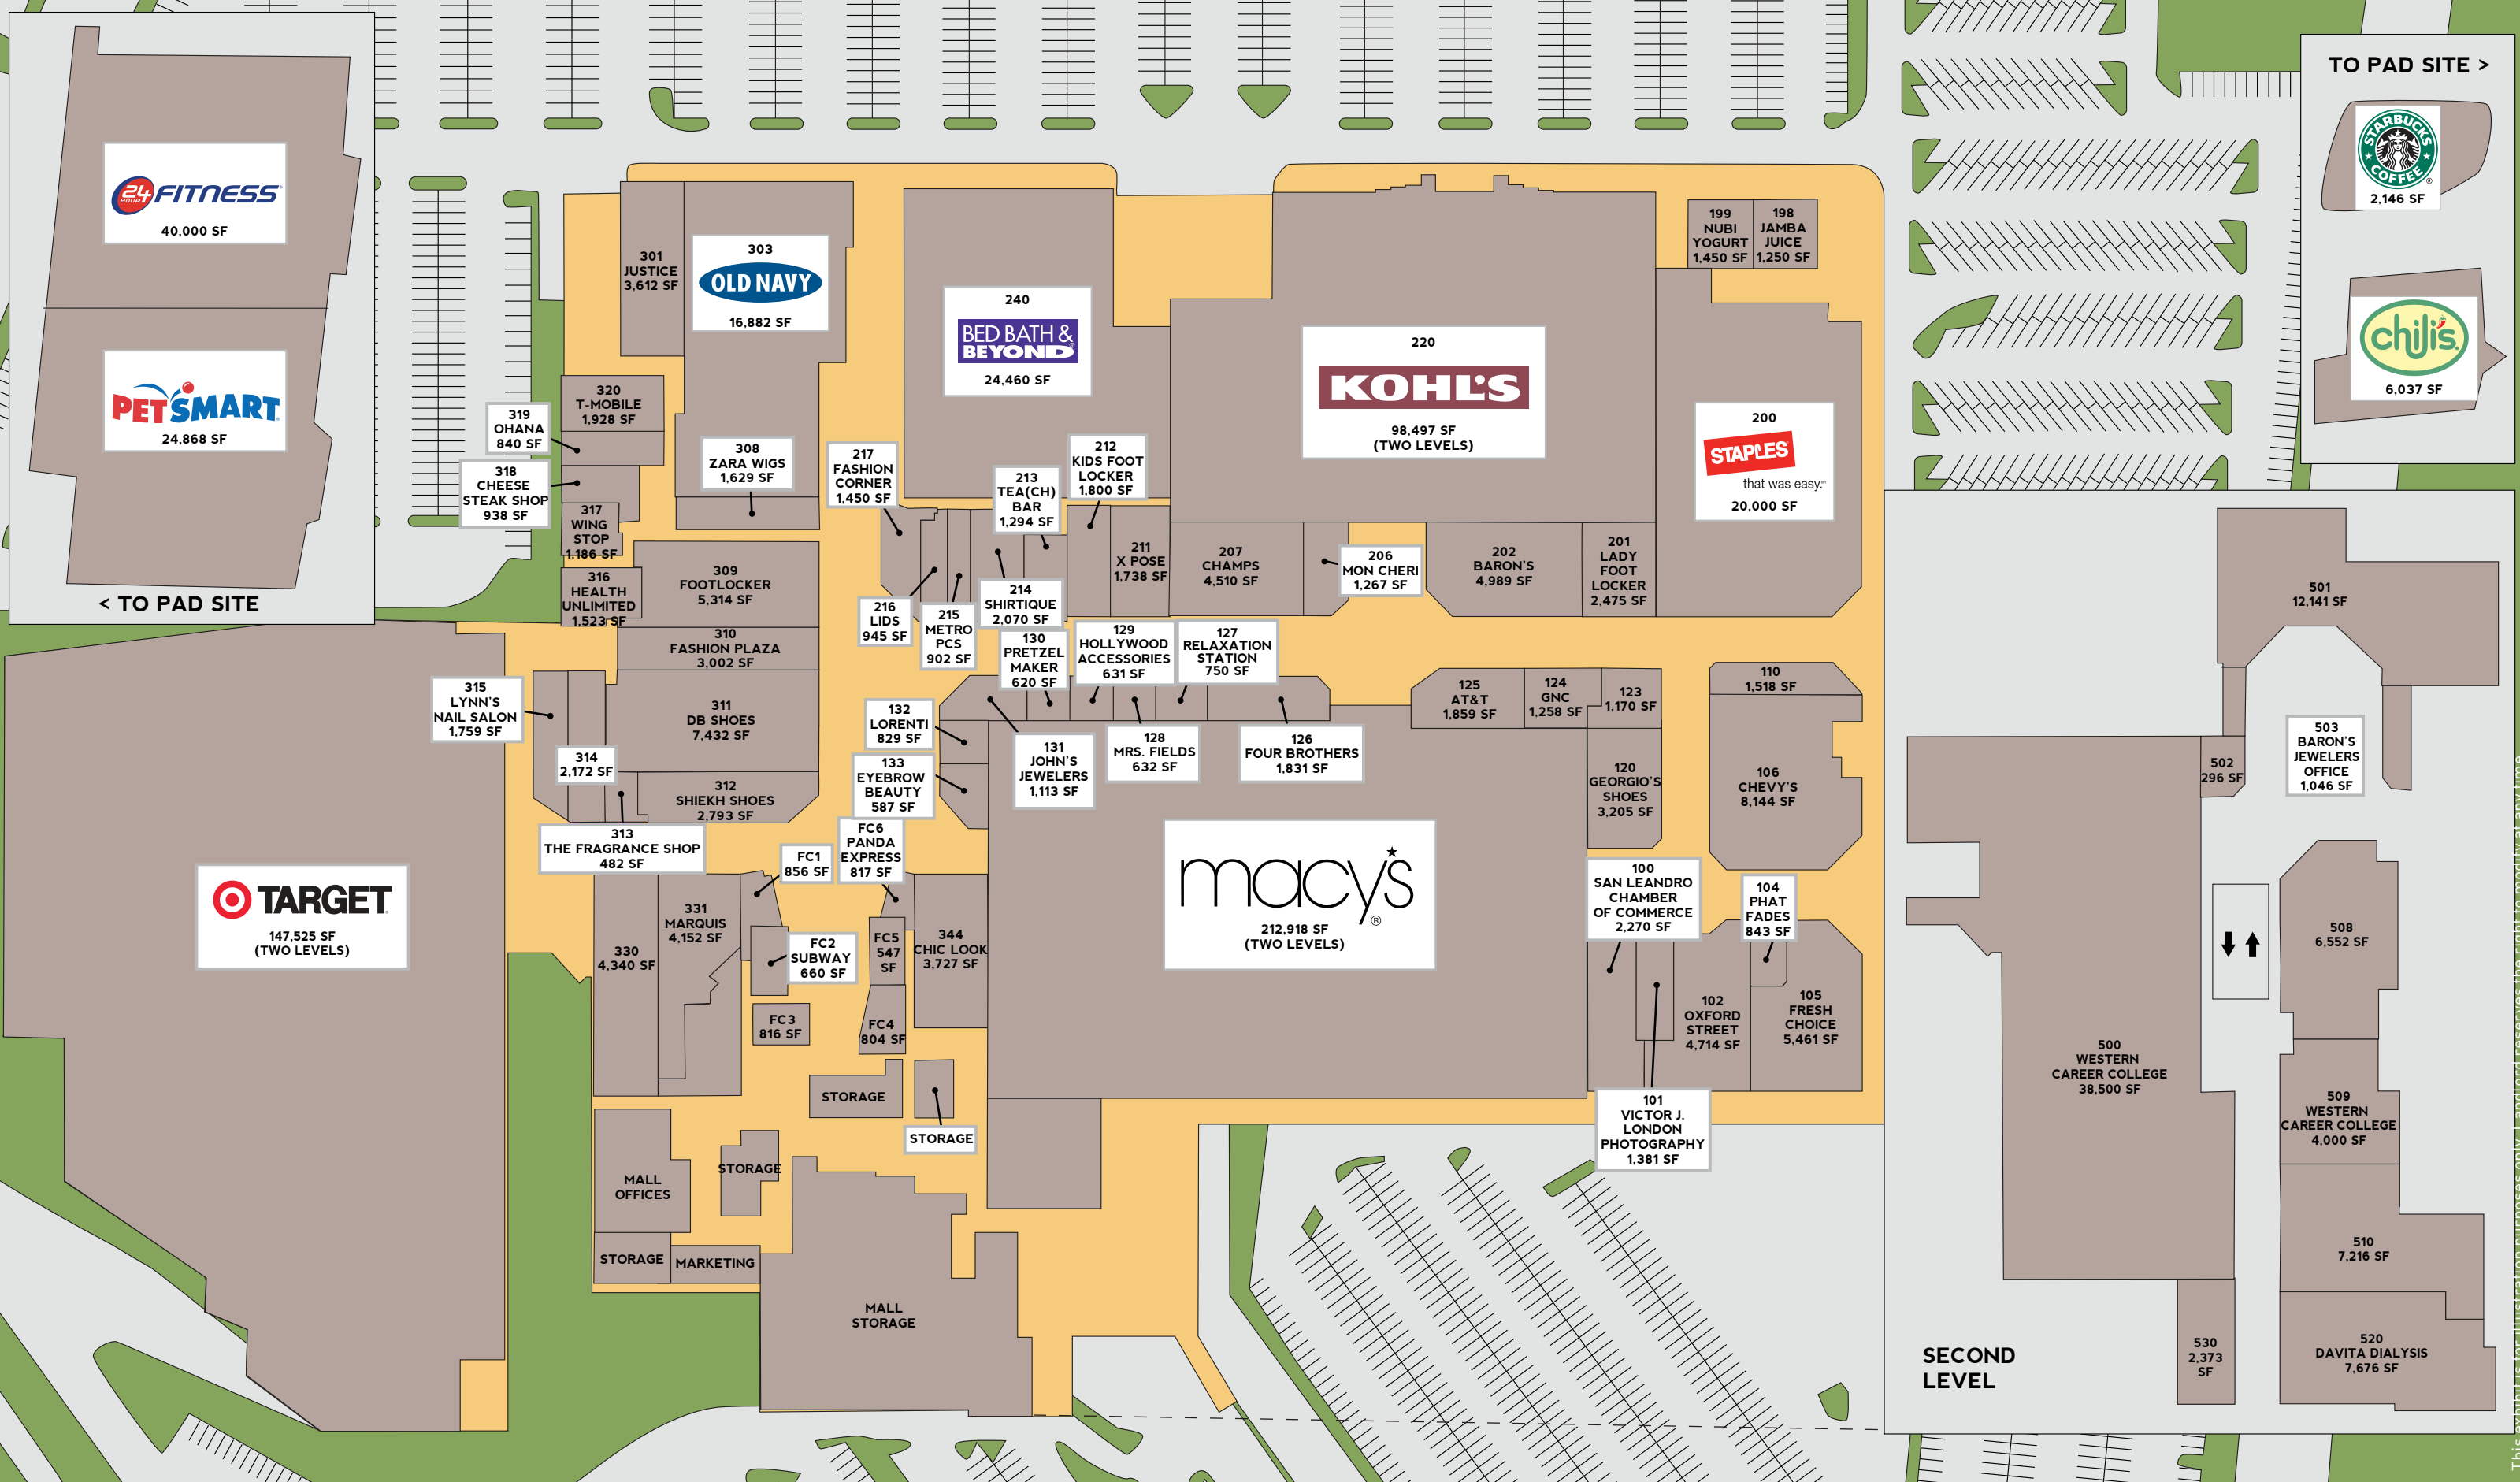 24
HOUR
FITNESS
40,000 SF
PETSMART
24,868 SF
< TO PAD SITE
TO PAD SITE >
STARBUCKS
COFFEE
2,146 SF
chili's
6,037 SF
301
JUSTICE
3,612 SF
303
OLD NAVY
16,882 SF
240
BED BATH &
BEYOND
24,460 SF
220
KOHL'S
98,497 SF
(TWO LEVELS)
199
NUBI
YOGURT
1,450 SF
198
JAMBA
JUICE
1,250 SF
200
STAPLES
that was easy.
20,000 SF
320
T-MOBILE
1,928 SF
319
OHANA
840 SF
318
CHEESE
STEAK SHOP
938 SF
317
WING
STOP
1,186 SF
316
HEALTH
UNLIMITED
1,523 SF
308
ZARA WIGS
1,629 SF
309
FOOTLOCKER
5,314 SF
310
FASHION PLAZA
3,002 SF
311
DB SHOES
7,432 SF
312
SHIEKH SHOES
2,793 SF
315
LYNN'S
NAIL SALON
1,759 SF
314
2,172 SF
313
THE FRAGRANCE SHOP
482 SF
217
FASHION
CORNER
1,450 SF
216
LIDS
945 SF
215
METRO
PCS
902 SF
214
SHIRTIQUE
2,070 SF
213
TEA(CH)
BAR
1,294 SF
212
KIDS FOOT
LOCKER
1,800 SF
211
X POSE
1,738 SF
207
CHAMPS
4,510 SF
206
MON CHERI
1,267 SF
202
BARON'S
4,989 SF
201
LADY
FOOT
LOCKER
2,475 SF
130
PRETZEL
MAKER
620 SF
129
HOLLYWOOD
ACCESSORIES
631 SF
127
RELAXATION
STATION
750 SF
132
LORENTI
829 SF
133
EYEBROW
BEAUTY
587 SF
131
JOHN'S
JEWELERS
1,113 SF
128
MRS. FIELDS
632 SF
126
FOUR BROTHERS
1,831 SF
125
AT&T
1,859 SF
124
GNC
1,258 SF
123
1,170 SF
120
GEORGIO'S
SHOES
3,205 SF
110
1,518 SF
106
CHEVY'S
8,144 SF
TARGET
147,525 SF
(TWO LEVELS)
macy's
212,918 SF
(TWO LEVELS)
330
4,340 SF
331
MARQUIS
4,152 SF
FC1
856 SF
FC2
SUBWAY
660 SF
FC3
816 SF
FC6
PANDA
EXPRESS
817 SF
FC5
547
SF
FC4
804 SF
344
CHIC LOOK
3,727 SF
STORAGE
STORAGE
STORAGE
MALL
OFFICES
STORAGE
MARKETING
MALL
STORAGE
100
SAN LEANDRO
CHAMBER
OF COMMERCE
2,270 SF
104
PHAT
FADES
843 SF
102
OXFORD
STREET
4,714 SF
105
FRESH
CHOICE
5,461 SF
101
VICTOR J.
LONDON
PHOTOGRAPHY
1,381 SF
501
12,141 SF
502
296 SF
503
BARON'S
JEWELERS
OFFICE
1,046 SF
508
6,552 SF
500
WESTERN
CAREER COLLEGE
38,500 SF
509
WESTERN
CAREER COLLEGE
4,000 SF
510
7,216 SF
520
DAVITA DIALYSIS
7,676 SF
530
2,373
SF
SECOND
LEVEL